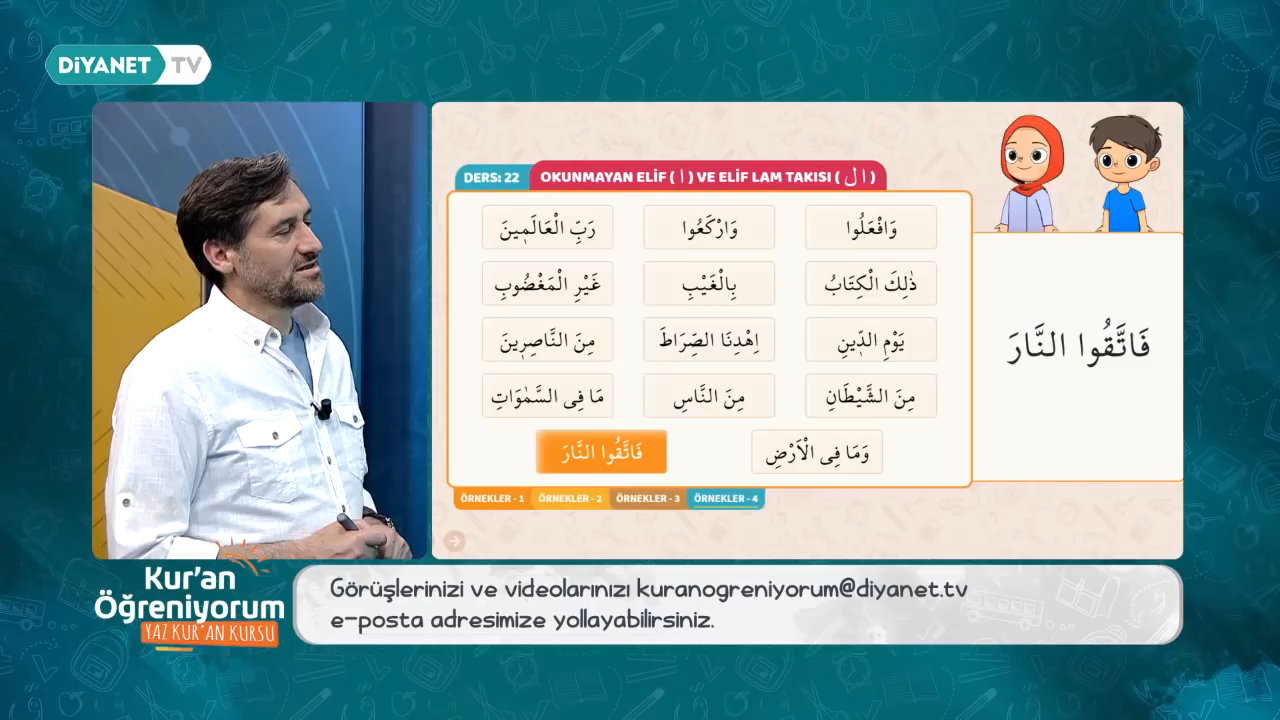 DİYANET TV
DERS: 22
OKUNMAYAN ELİF ( ا ) VE ELİF LAM TAKISI ( ال )
وَافْعَلُوا
وَارْكَعُوا
رَبِّ الْعَالَمٖينَ
ذٰلِكَ الْكِتَابُ
بِالْغَيْبِ
غَيْرِ الْمَغْضُوبِ
يَوْمِ الدّٖينِ
اِهْدِنَا الصِّرَاطَ
مِنَ النَّاصِرٖينَ
مِنَ الشَّيْطَانِ
مِنَ النَّاسِ
مَا فِى السَّمٰوَاتِ
وَمَا فِى الْاَرْضِ
فَاتَّقُوا النَّارَ
فَاتَّقُوا النَّارَ
ÖRNEKLER - 1 ÖRNEKLER - 2 ÖRNEKLER - 3 ÖRNEKLER - 4
Kur'an
Öğreniyorum
YAZ KUR'AN KURSU
Görüşlerinizi ve videolarınızı kuranogreniyorum@diyanet.tv
e-posta adresimize yollayabilirsiniz.